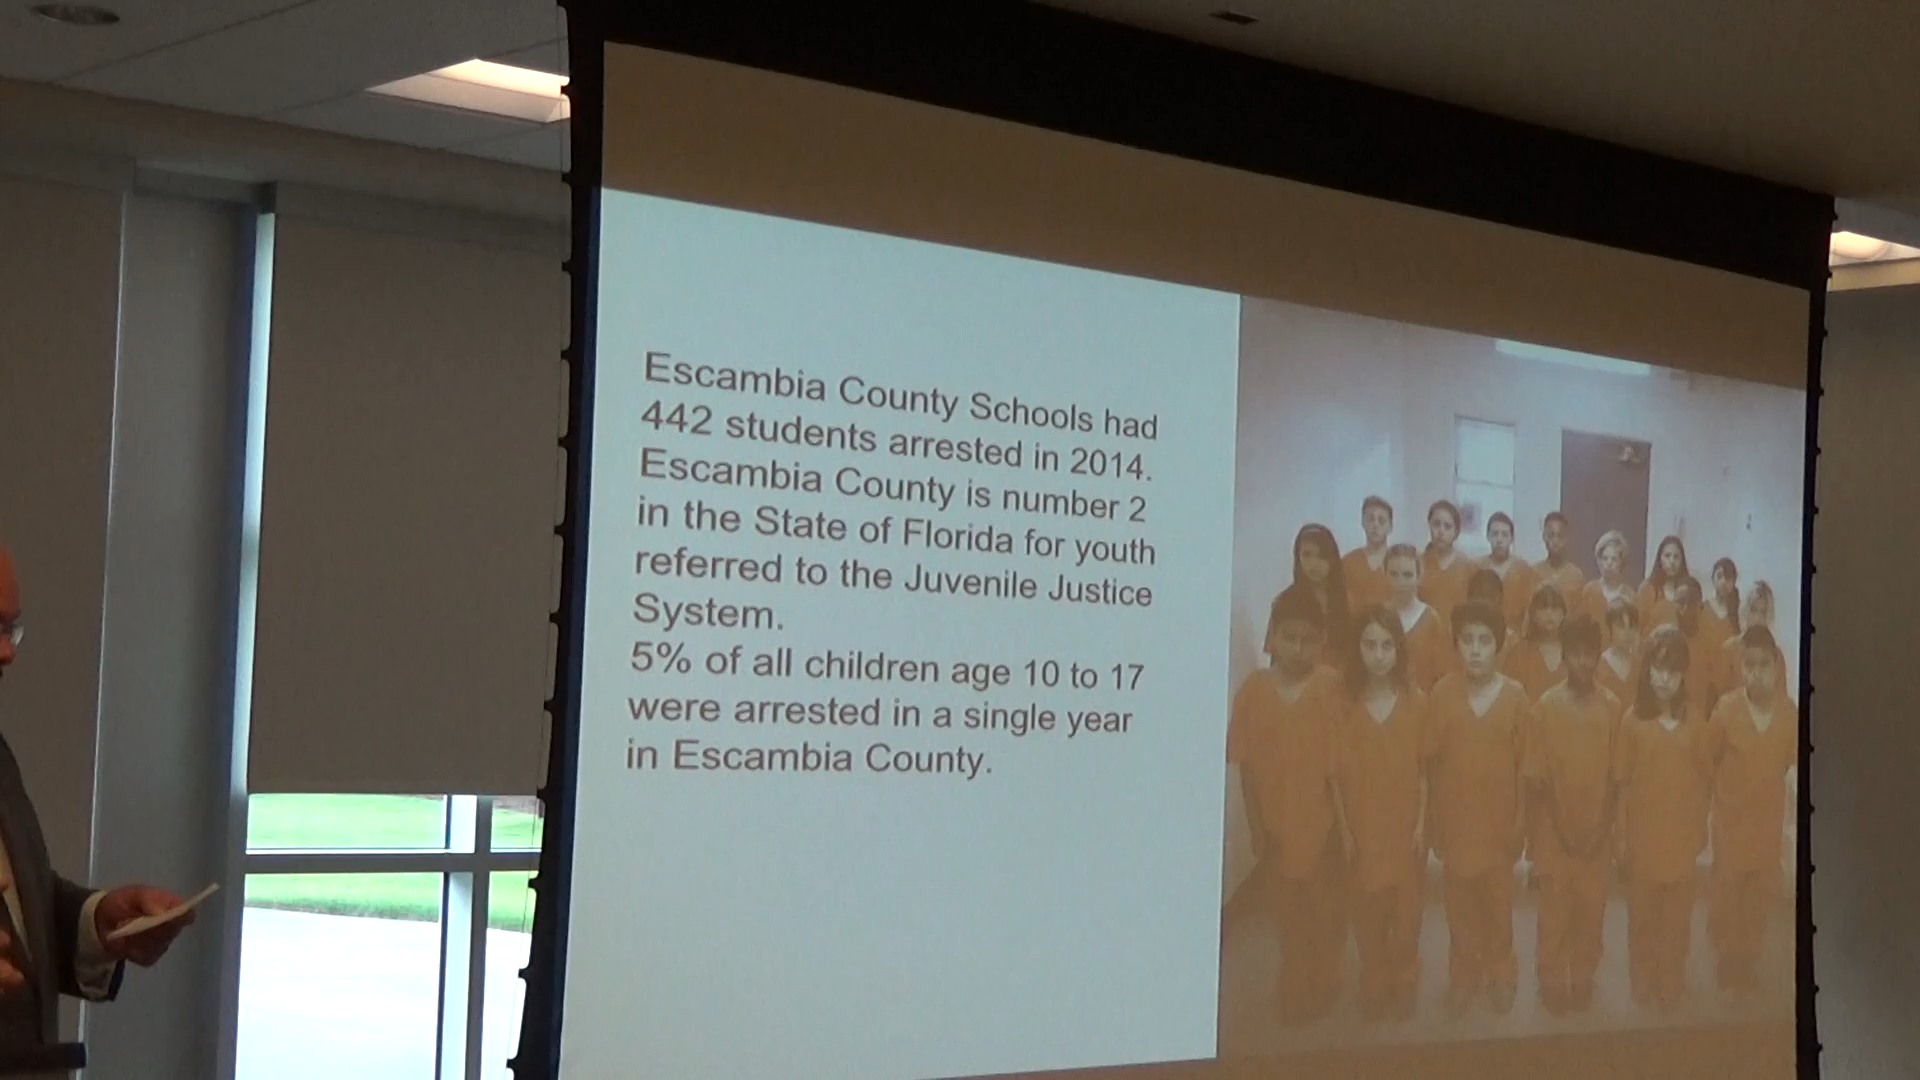 Escambia County Schools had
442 students arrested in 2014.
Escambia County is number 2
in the State of Florida for youth
referred to the Juvenile Justice
System.
5% of all children age 10 to 17
were arrested in a single year
in Escambia County.